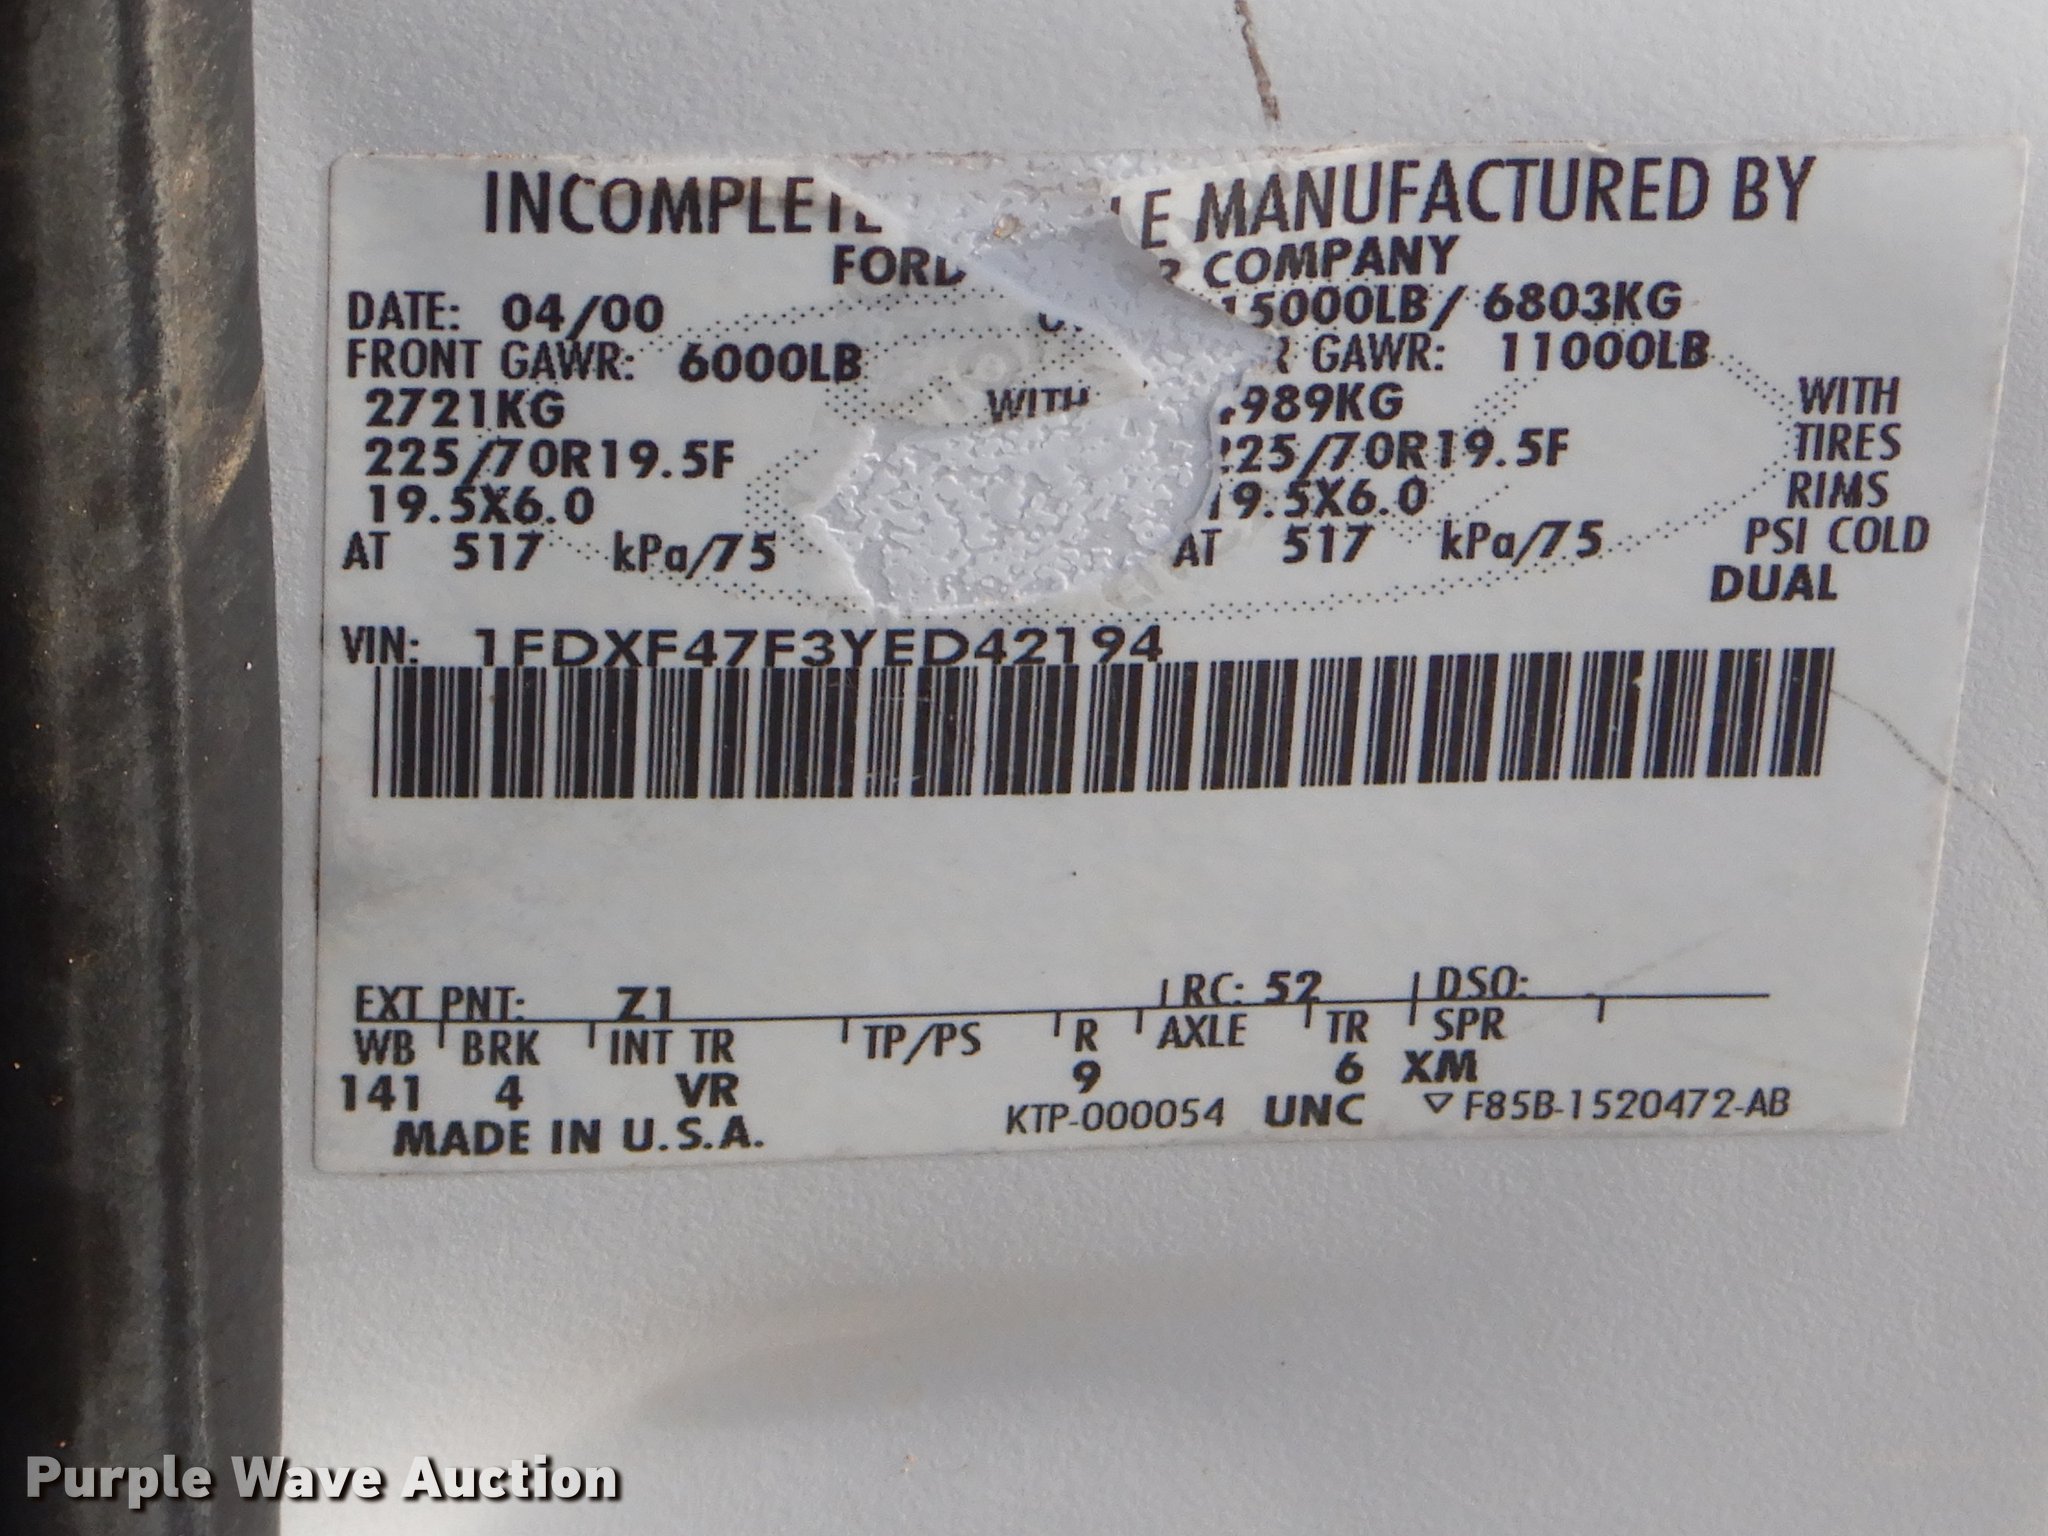 INCOMPLETE MANUFACTURED BY
FORD COMPANY
DATE: 04/00 15000LB/ 6803KG
FRONT GAWR: 6000LB GAWR: 11000LB
2721KG WITH 989KG WITH
225/70R19.5F 25/70R19.5F TIRES
19.5X6.0 19.5X6.0 RIMS
AT 517 kPa/75 AT 517 kPa/75 PSI COLD
DUAL
VIN: 1FDXF47F3YED42194
EXT PNT: Z1 RC: 52 DSO:
WB BRK INT TR TP/PS R AXLE TR SPR
141 4 VR 9 6 XM
MADE IN U.S.A. KTP-000054 UNC F85B-1520472-AB
Purple Wave Auction